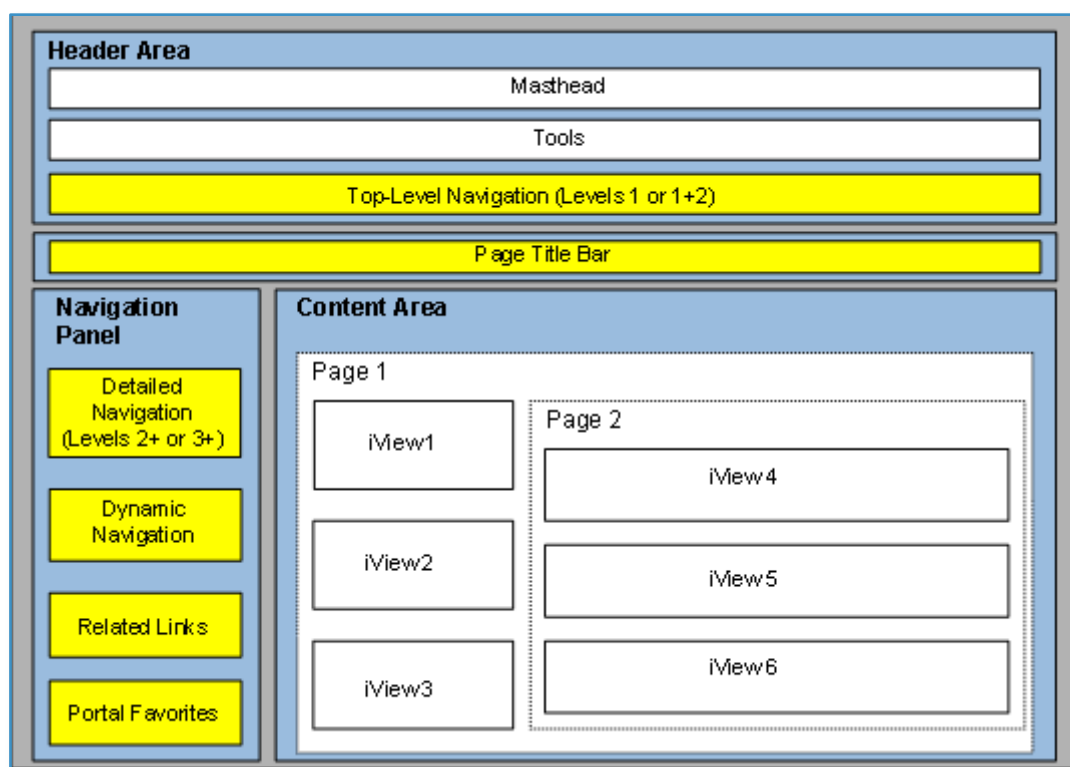 Header Area
Masthead
Tools
Top-Level Navigation (Levels 1 or 1+2)
Page Title Bar
Navigation
Panel
Detailed
Navigation
(Levels 2+ or 3+)
Dynamic
Navigation
Related Links
Portal Favorites
Content Area
Page 1
iView1
iView2
iView3
Page 2
iView4
iView5
iView6